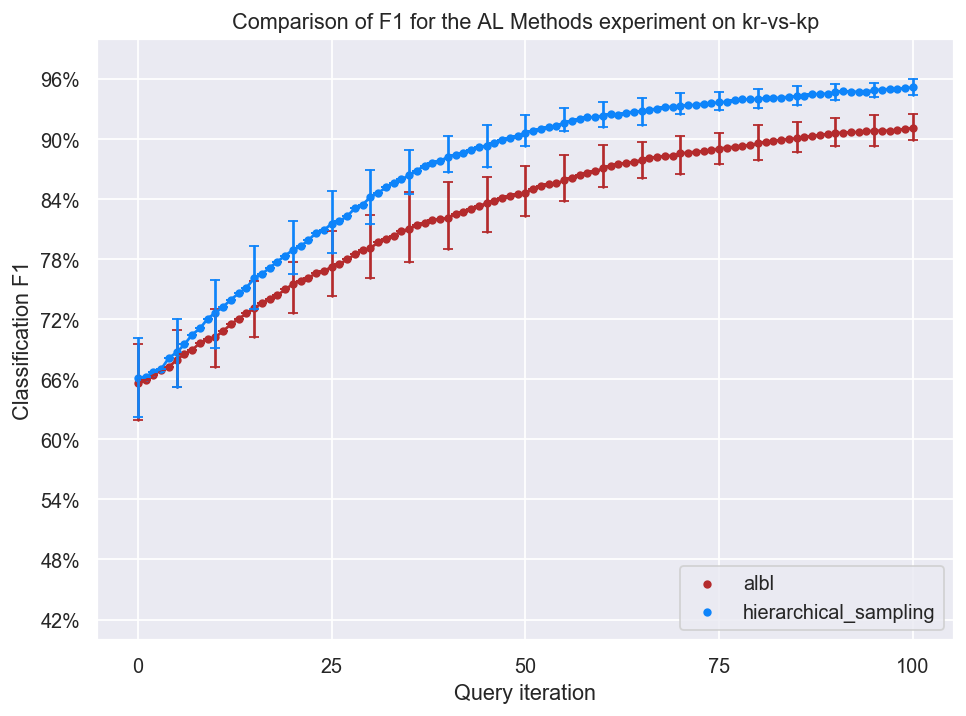 Comparison of F1 for the AL Methods experiment on kr-vs-kp
96%
90%
84%
78%
72%
66%
60%
54%
48%
42%
Classification F1
albl
hierarchical_sampling
0 25 50 75 100
Query iteration